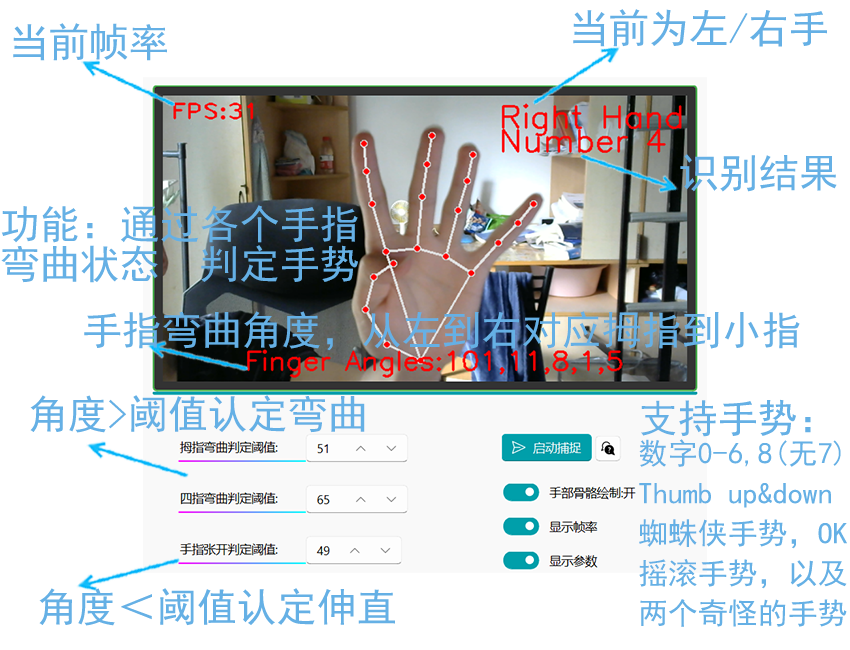 当前帧率
当前为左/右手
FPS:31
Right Hand
Number 4
识别结果
功能：通过各个手指
弯曲状态，判定手势
手指弯曲角度，从左到右对应拇指到小指
Finger Angles:101,11,8,1,5
角度>阈值认定弯曲
支持手势：
数字0-6,8(无7)
Thumb up&down
蜘蛛侠手势，OK
摇滚手势，以及
两个奇怪的手势
拇指弯曲判定阈值: 51
启动捕捉
四指弯曲判定阈值: 65
手部骨骼绘制:开
显示帧率
手指张开判定阈值: 49
显示参数
角度＜阈值认定伸直